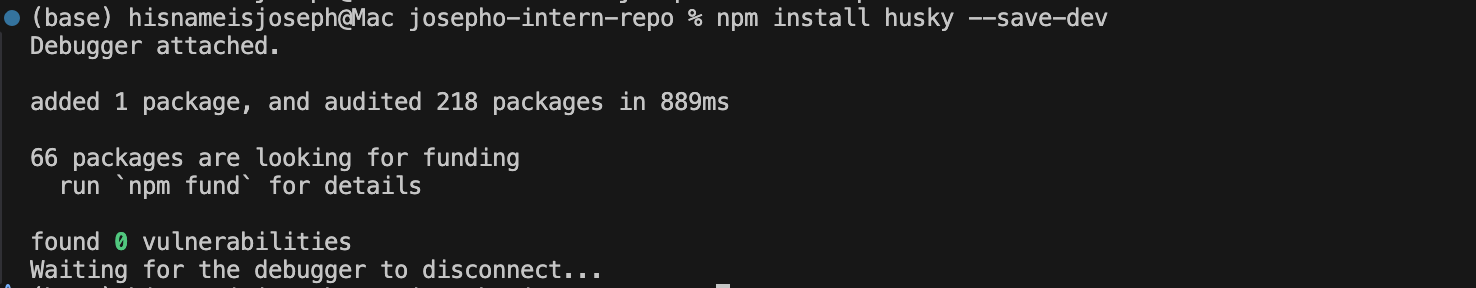 (base) hisnameisjoseph@Mac josepho-intern-repo % npm install husky --save-dev
Debugger attached.
added 1 package, and audited 218 packages in 889ms
66 packages are looking for funding
run `npm fund` for details
found 0 vulnerabilities
Waiting for the debugger to disconnect...